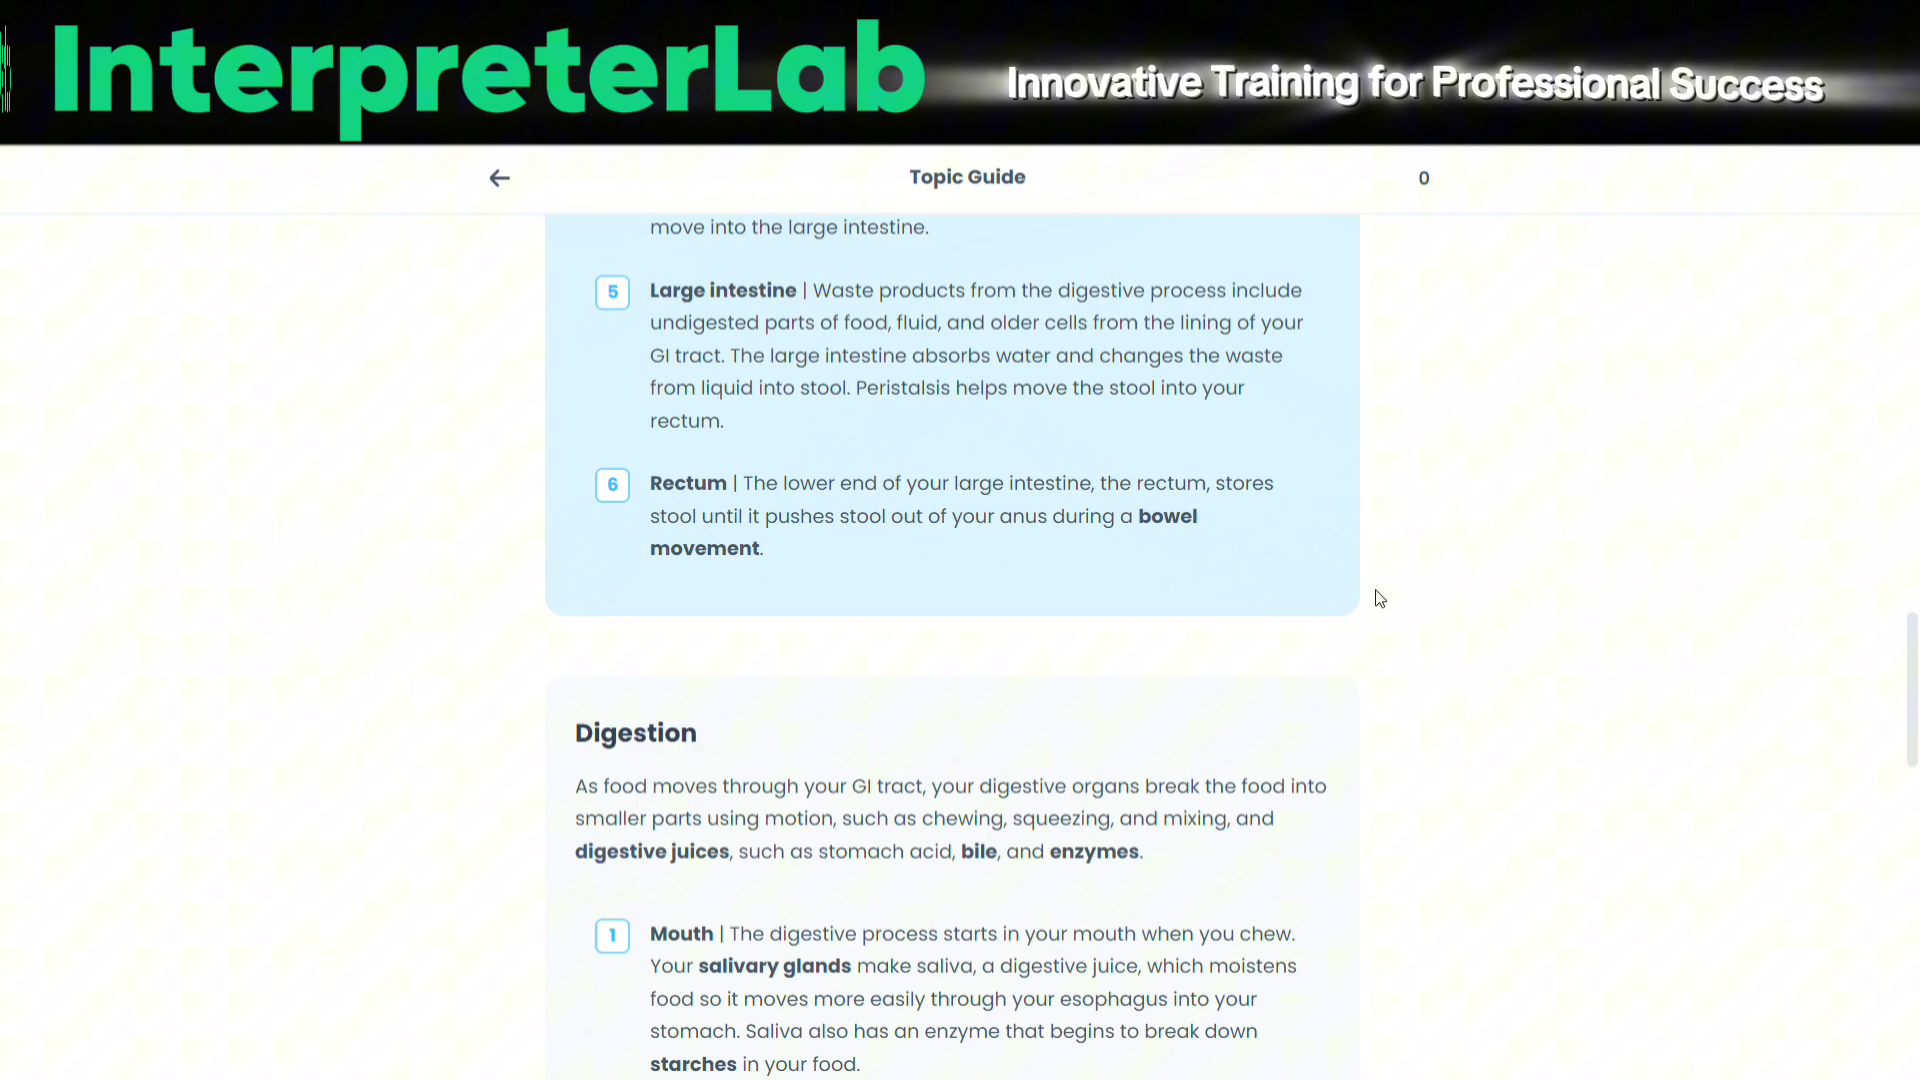 InterpreterLab
Innovative Training for Professional Success
Topic Guide
0
move into the large intestine.
5
Large intestine | Waste products from the digestive process include
undigested parts of food, fluid, and older cells from the lining of your
GI tract. The large intestine absorbs water and changes the waste
from liquid into stool. Peristalsis helps move the stool into your
rectum.
6
Rectum | The lower end of your large intestine, the rectum, stores
stool until it pushes stool out of your anus during a bowel
movement.
Digestion
As food moves through your GI tract, your digestive organs break the food into
smaller parts using motion, such as chewing, squeezing, and mixing, and
digestive juices, such as stomach acid, bile, and enzymes.
1
Mouth | The digestive process starts in your mouth when you chew.
Your salivary glands make saliva, a digestive juice, which moistens
food so it moves more easily through your esophagus into your
stomach. Saliva also has an enzyme that begins to break down
starches in your food.